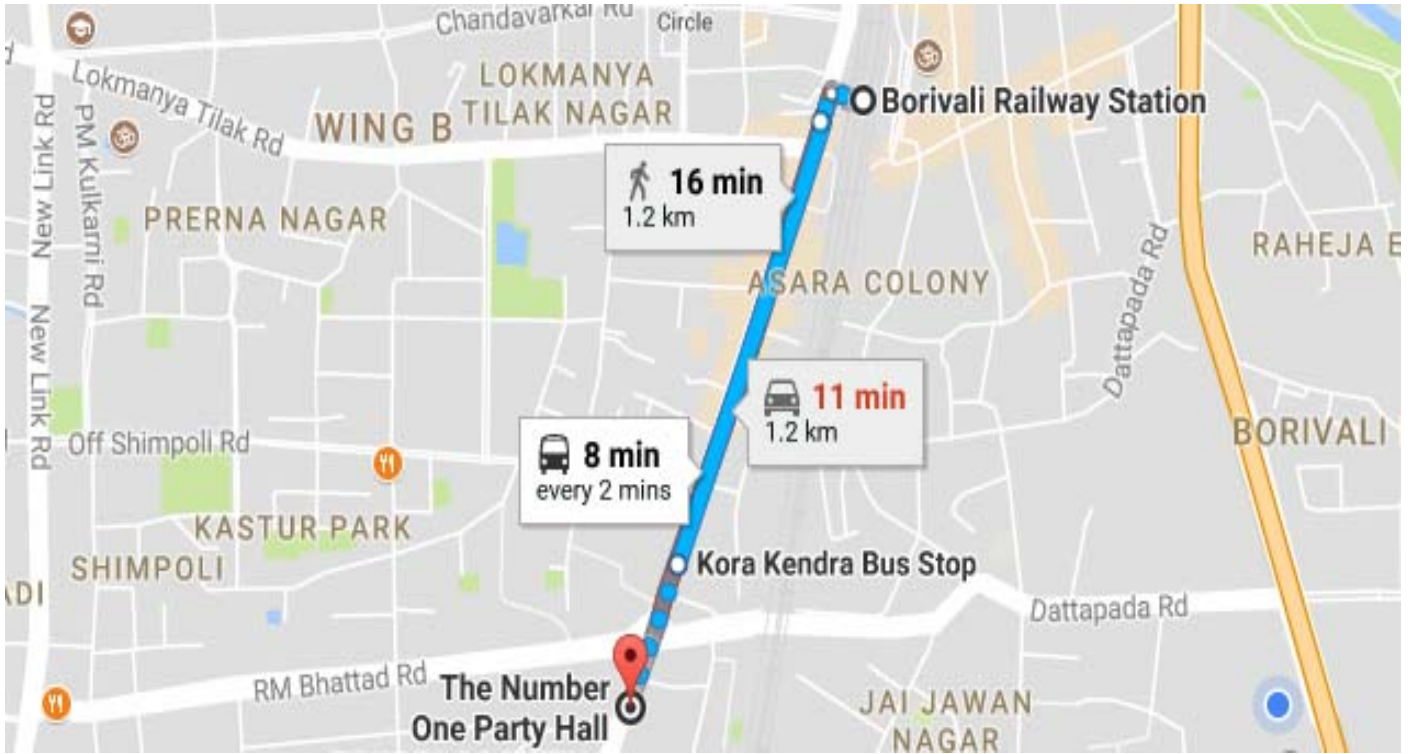 Chandavarkar Rd
Circle
Lokmanya Tilak Rd
LOKMANYA
TILAK NAGAR
WING B
Borivali Railway Station
New Link Rd
PM Kulkarni Rd
16 min
1.2 km
PRERNA NAGAR
Dattapada Rd
RAHEJA E
ASARA COLONY
New Link Rd
11 min
1.2 km
BORIVALI
Off Shimpoli Rd
8 min
every 2 mins
KASTUR PARK
SHIMPOLI
Kora Kendra Bus Stop
ADI
Dattapada Rd
RM Bhattad Rd
The Number
One Party Hall
JAI JAWAN
NAGAR